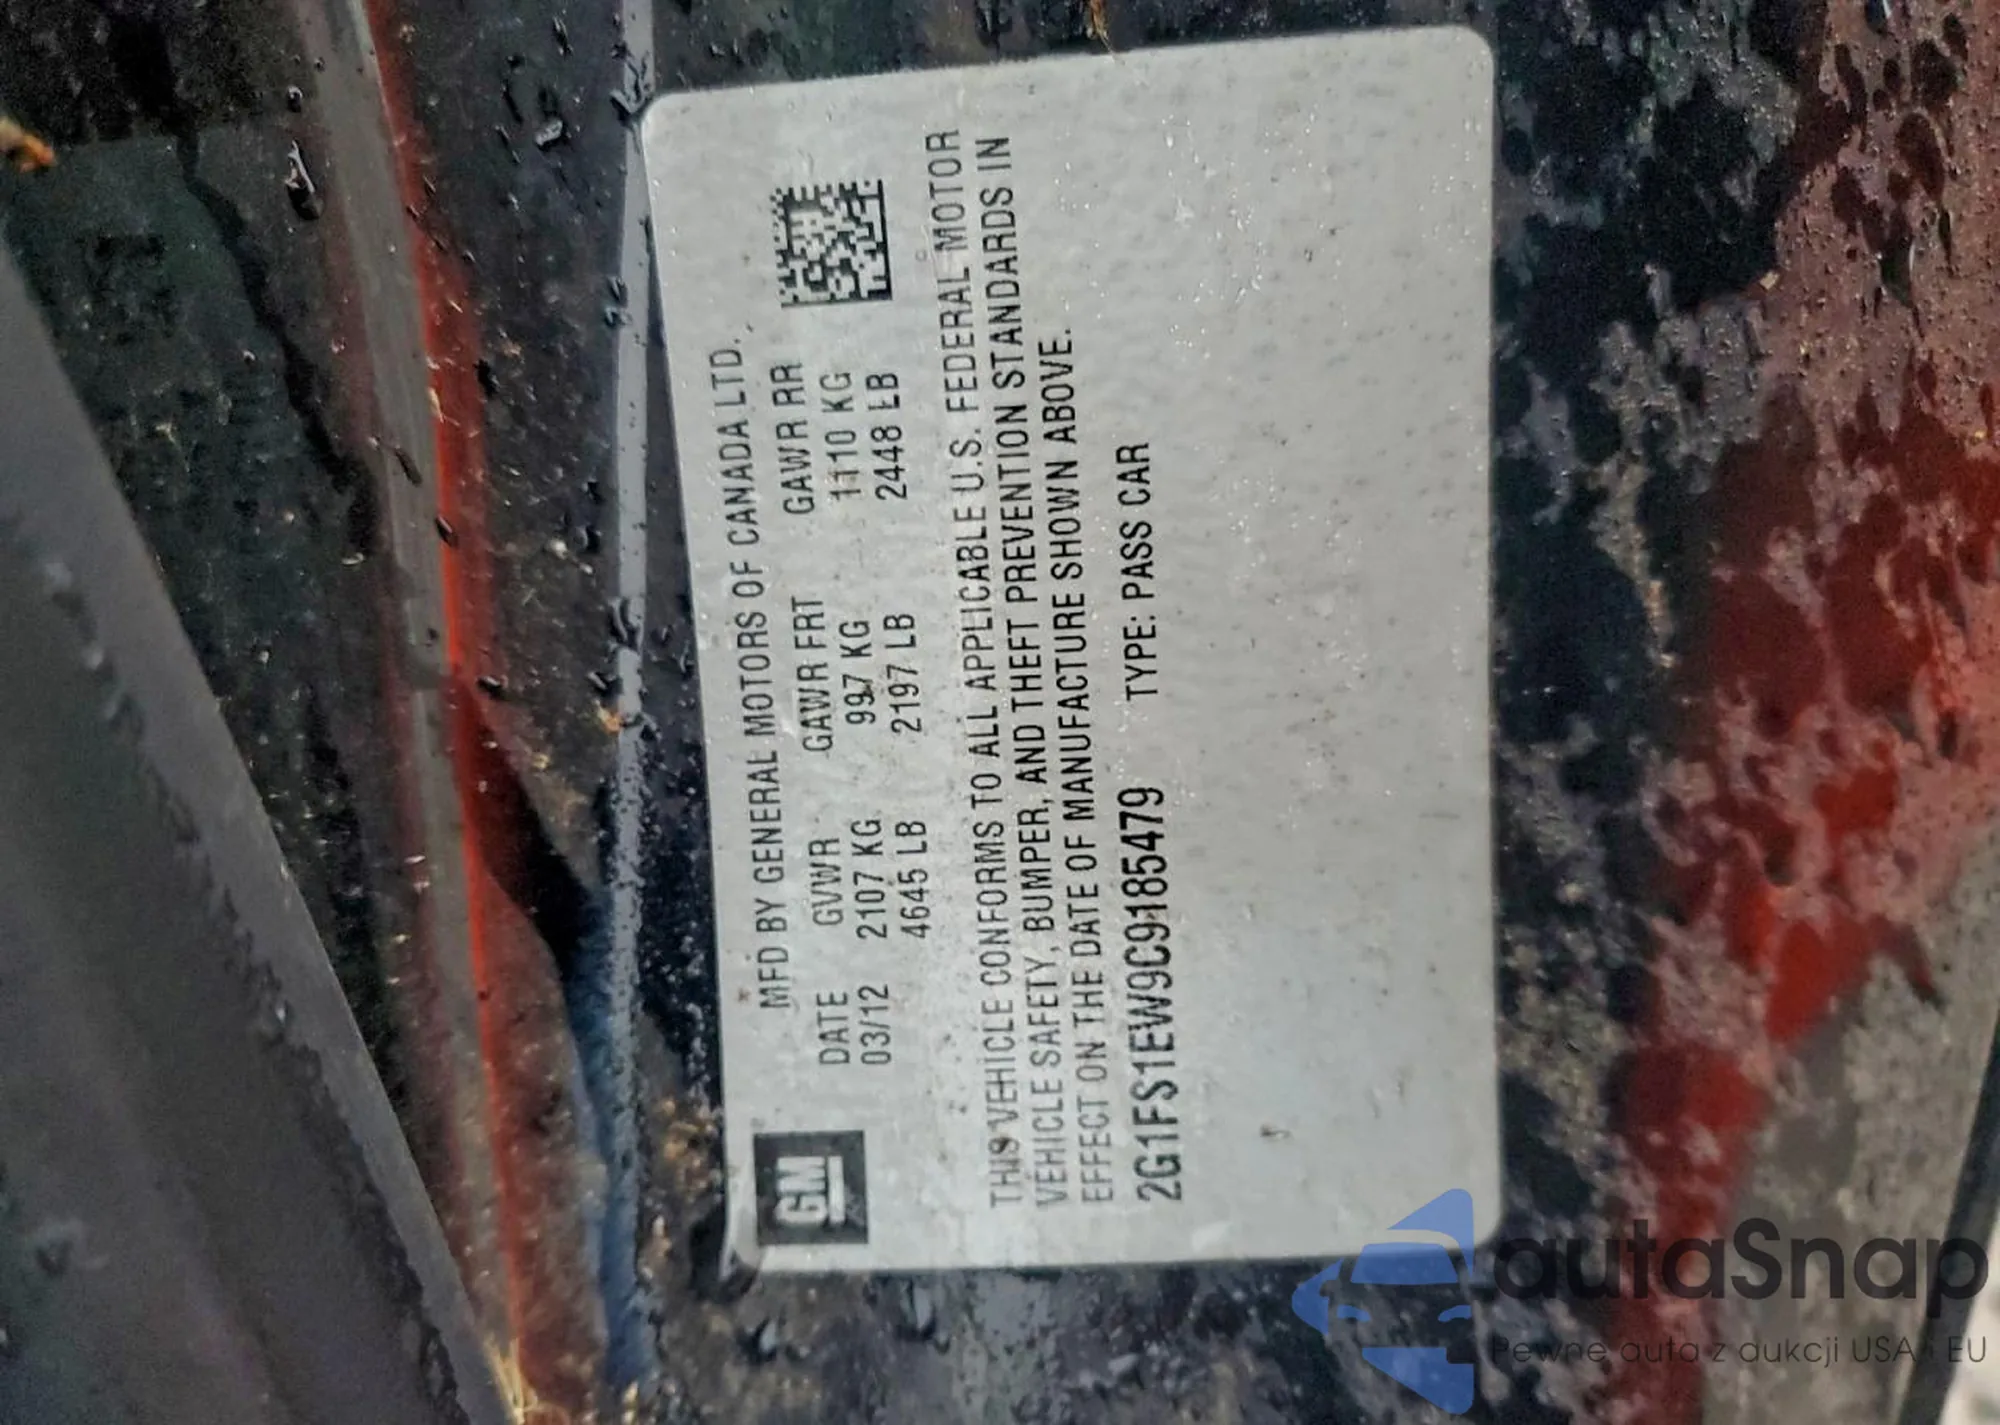 MFD BY GENERAL MOTORS OF CANADA LTD.
DATE GVWR GAWR FRT GAWR RR
03/12 2107 KG 997 KG 1110 KG
4645 LB 2197 LB 2448 LB
GM
THIS VEHICLE CONFORMS TO ALL APPLICABLE U.S. FEDERAL MOTOR
VEHICLE SAFETY, BUMPER, AND THEFT PREVENTION STANDARDS IN
EFFECT ON THE DATE OF MANUFACTURE SHOWN ABOVE.
2G1FS1EW9C9185479 TYPE: PASS CAR
autaSnap
Pewne auta z aukcji USA i EU